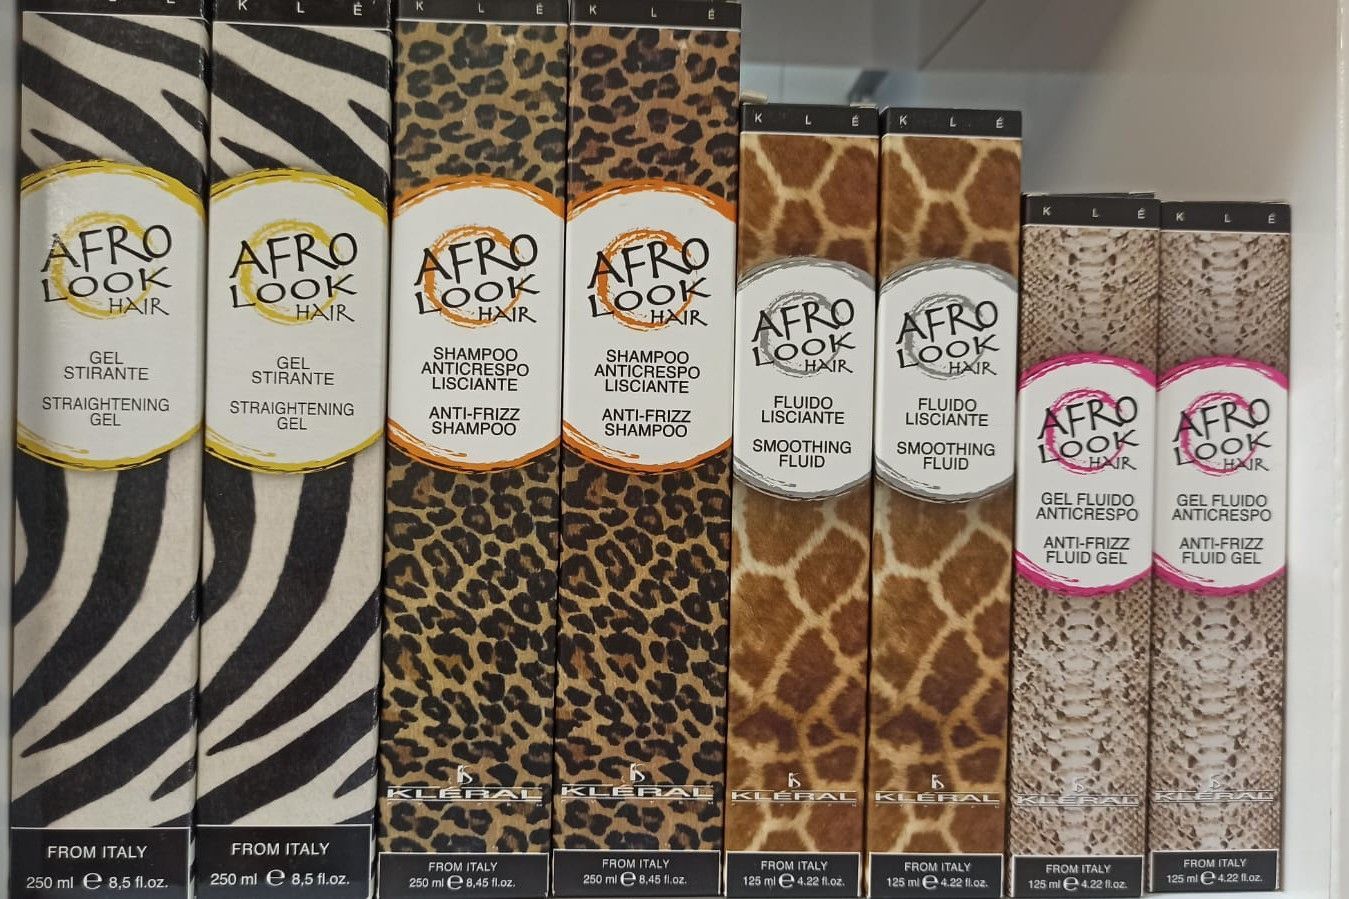 K L É
K L É
K L É
K L É
K L É
K L É
K L É
AFRO
LOOK
HAIR
GEL
STIRANTE
STRAIGHTENING
GEL
FROM ITALY
250 ml e 8,5 fl.oz.
AFRO
LOOK
HAIR
GEL
STIRANTE
STRAIGHTENING
GEL
FROM ITALY
250 ml e 8,5 fl.oz.
AFRO
LOOK
HAIR
SHAMPOO
ANTICRESPO
LISCIANTE
ANTI-FRIZZ
SHAMPOO
KLÉRAL
FROM ITALY
250 ml e 8,45 fl.oz.
AFRO
LOOK
HAIR
SHAMPOO
ANTICRESPO
LISCIANTE
ANTI-FRIZZ
SHAMPOO
KLÉRAL
FROM ITALY
250 ml e 8,45 fl.oz.
AFRO
LOOK
HAIR
FLUIDO
LISCIANTE
SMOOTHING
FLUID
KLÉRAL
FROM ITALY
125 ml e 4.22 fl.oz.
AFRO
LOOK
HAIR
FLUIDO
LISCIANTE
SMOOTHING
FLUID
KLÉRAL
FROM ITALY
125 ml e 4.22 fl.oz.
AFRO
LOOK
HAIR
GEL FLUIDO
ANTICRESPO
ANTI-FRIZZ
FLUID GEL
KLÉRAL
FROM ITALY
125 ml e 4.22 fl.oz.
AFRO
LOOK
HAIR
GEL FLUIDO
ANTICRESPO
ANTI-FRIZZ
FLUID GEL
KLÉRAL
FROM ITALY
125 ml e 4.22 fl.oz.